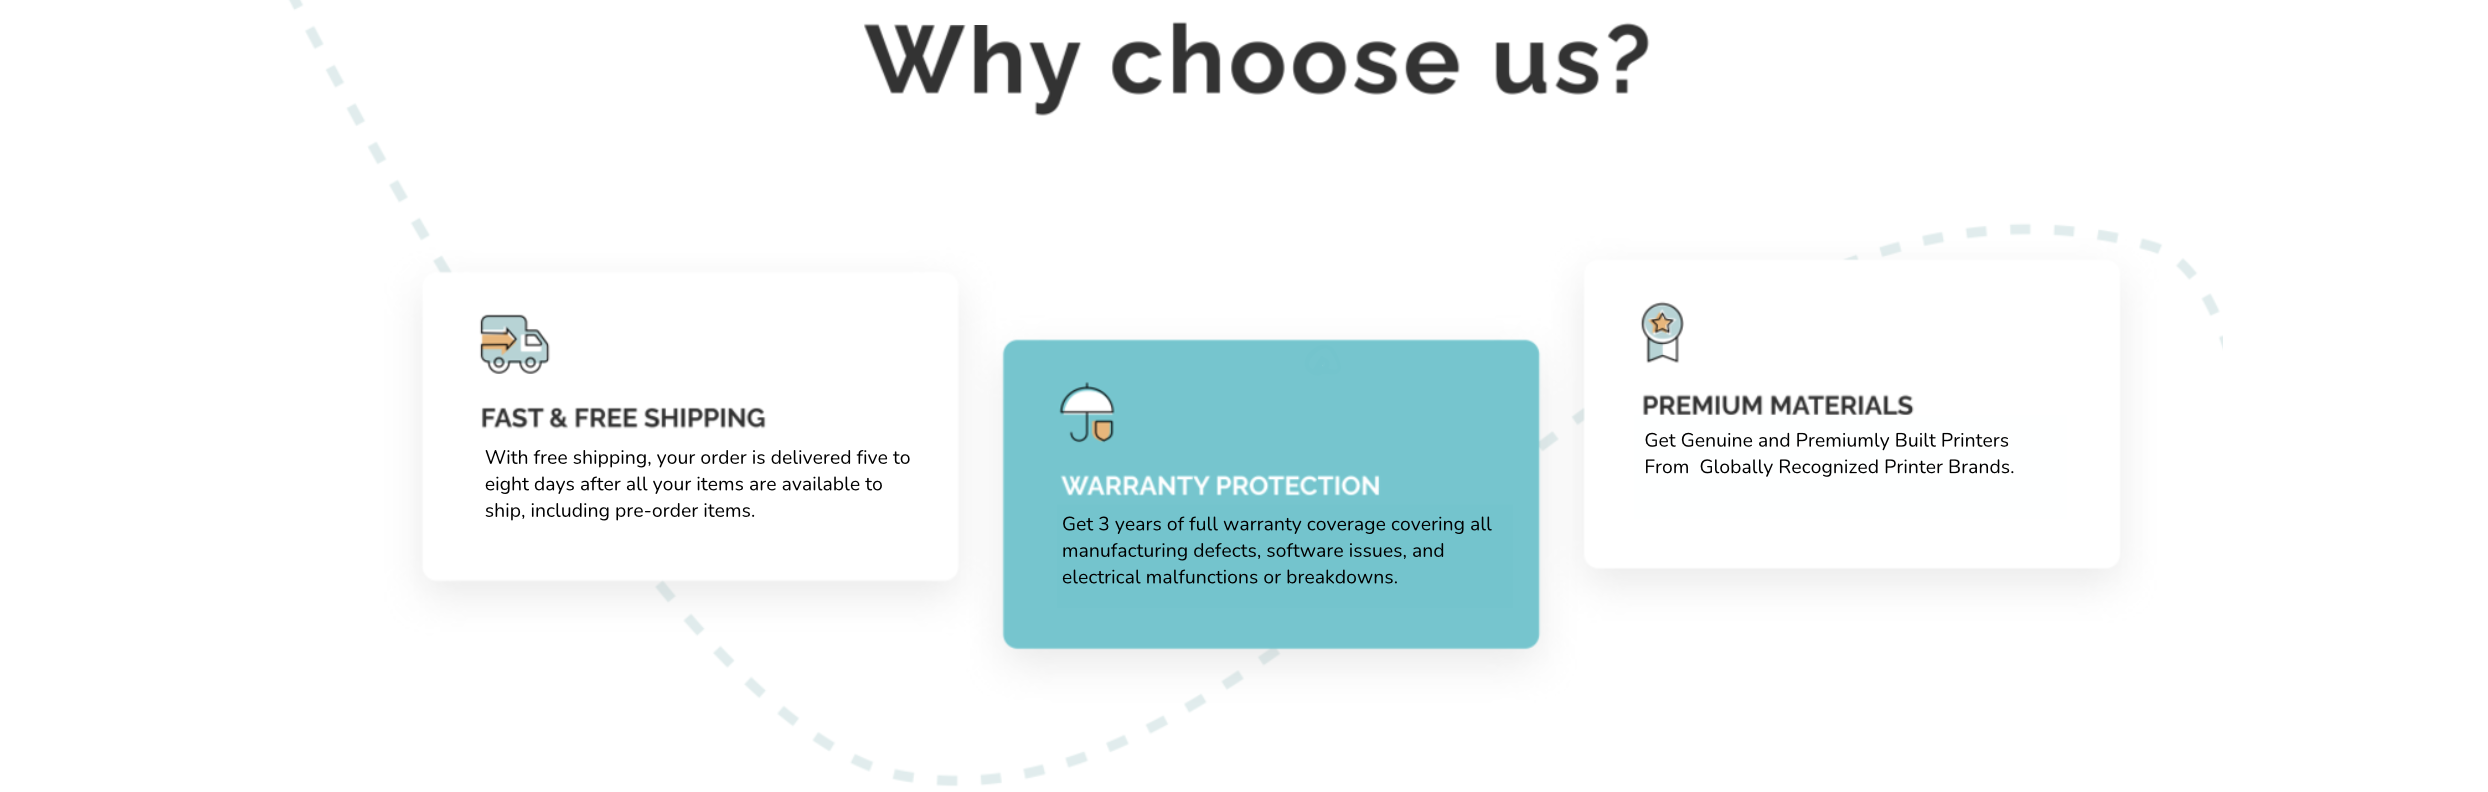 Why choose us?
FAST & FREE SHIPPING
With free shipping, your order is delivered five to
eight days after all your items are available to
ship, including pre-order items.
WARRANTY PROTECTION
Get 3 years of full warranty coverage covering all
manufacturing defects, software issues, and
electrical malfunctions or breakdowns.
PREMIUM MATERIALS
Get Genuine and Premiumly Built Printers
From  Globally Recognized Printer Brands.